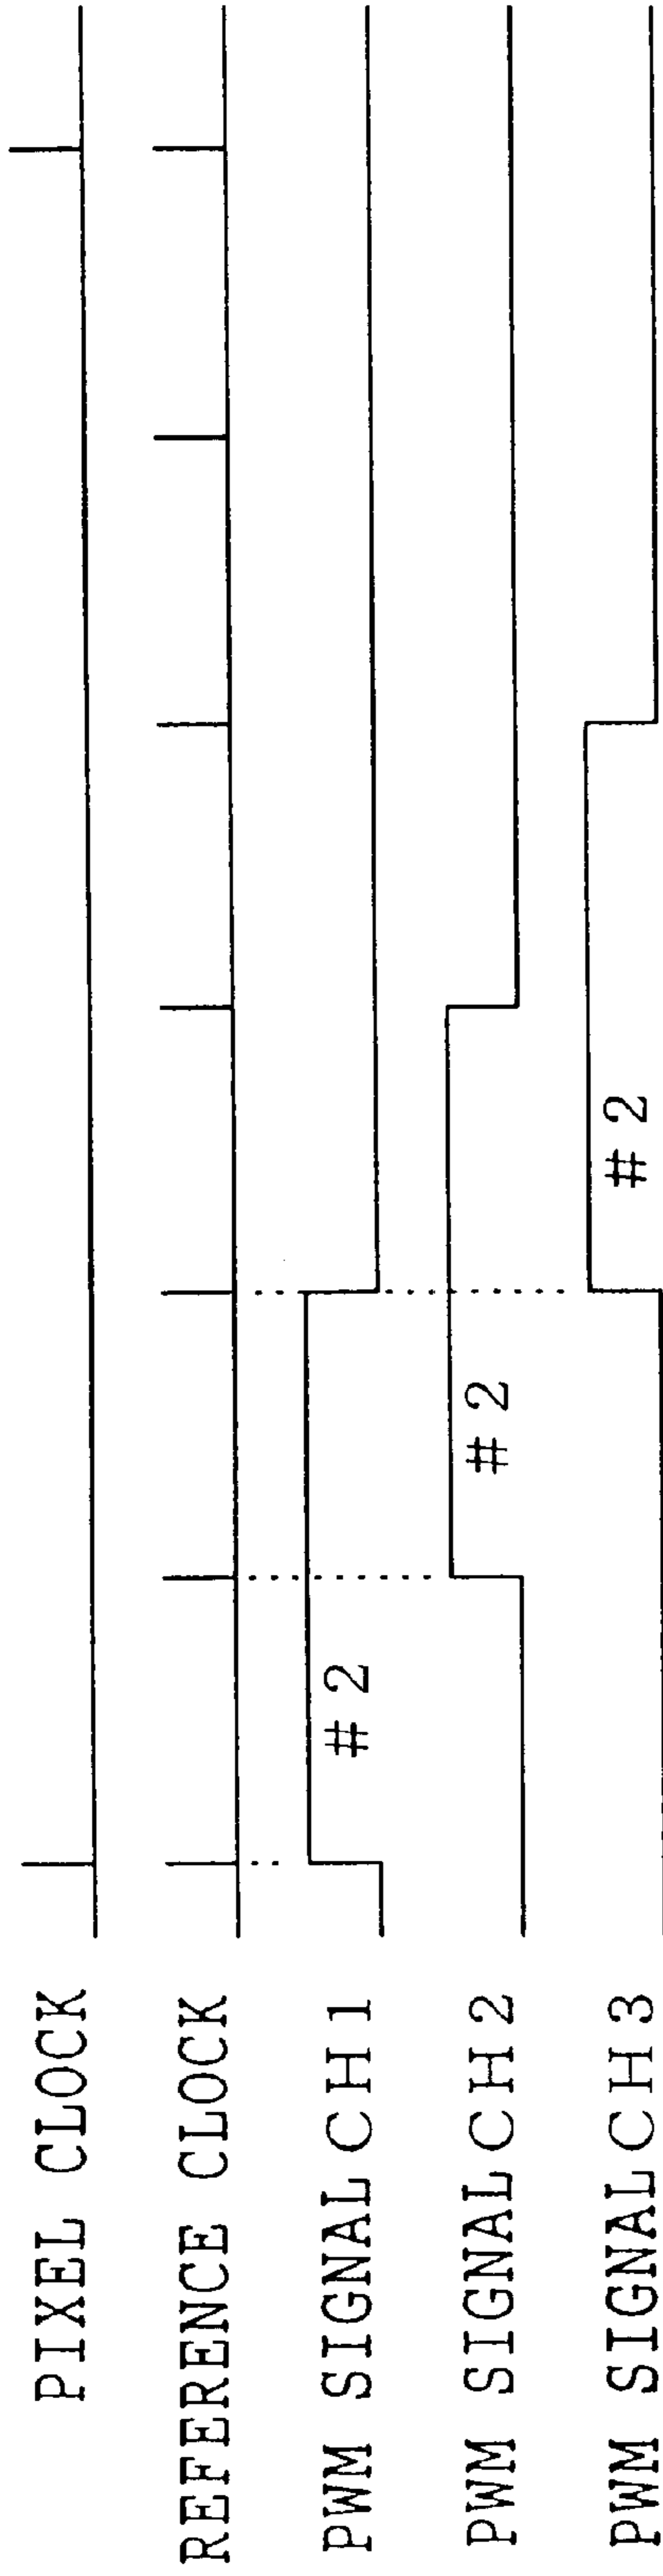 PIXEL CLOCK
REFERENCE CLOCK
PWM SIGNAL CH1
#2
PWM SIGNAL CH2
#2
PWM SIGNAL CH3
#2